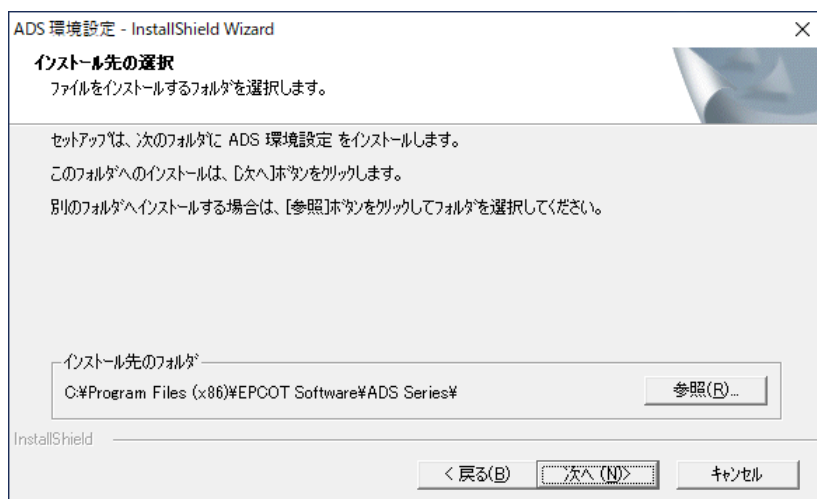 ADS 環境設定 - InstallShield Wizard
インストール先の選択
ファイルをインストールするフォルダを選択します。
セットアップは、次のフォルダに ADS 環境設定 をインストールします。
このフォルダへのインストールは、[次へ]ボタンをクリックします。
別のフォルダへインストールする場合は、[参照]ボタンをクリックしてフォルダを選択してください。
インストール先のフォルダ
C:¥Program Files (x86)¥EPCOT Software¥ADS Series¥
参照(R)...
InstallShield
< 戻る(B)
次へ (N)>
キャンセル